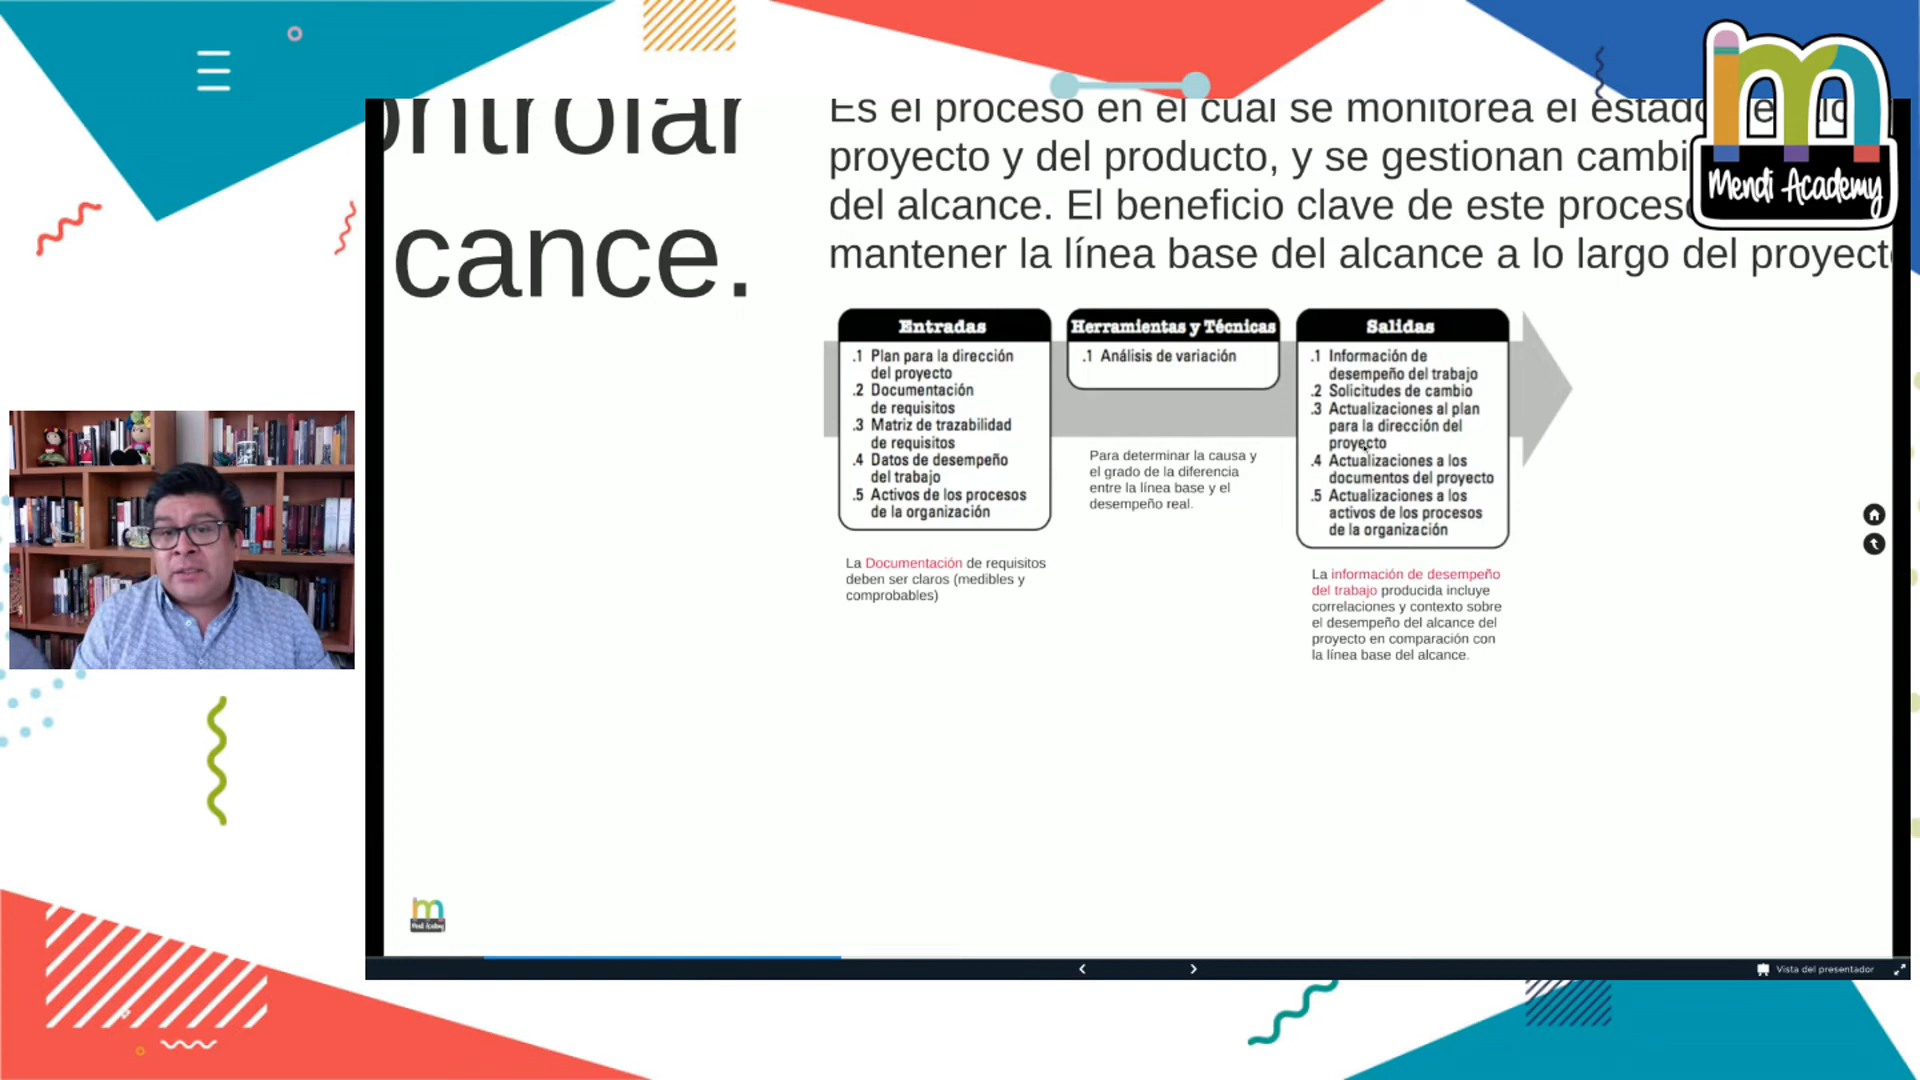 ontrolar
cance.
Es el proceso en el cual se monitorea el estado
proyecto y del producto, y se gestionan cambi
del alcance. El beneficio clave de este proceso
mantener la línea base del alcance a lo largo del proyect
Entradas
.1 Plan para la dirección
del proyecto
.2 Documentación
de requisitos
.3 Matriz de trazabilidad
de requisitos
.4 Datos de desempeño
del trabajo
.5 Activos de los procesos
de la organización
La Documentación de requisitos
deben ser claros (medibles y
comprobables)
Herramientas y Técnicas
.1 Análisis de variación
Para determinar la causa y
el grado de la diferencia
entre la línea base y el
desempeño real.
Salidas
.1 Información de
desempeño del trabajo
.2 Solicitudes de cambio
.3 Actualizaciones al plan
para la dirección del
proyecto
.4 Actualizaciones a los
documentos del proyecto
.5 Actualizaciones a los
activos de los procesos
de la organización
La información de desempeño
del trabajo producida incluye
correlaciones y contexto sobre
el desempeño del alcance del
proyecto en comparación con
la línea base del alcance.
m
Mendi Academy
m
Mendi Academy
Vista del presentador